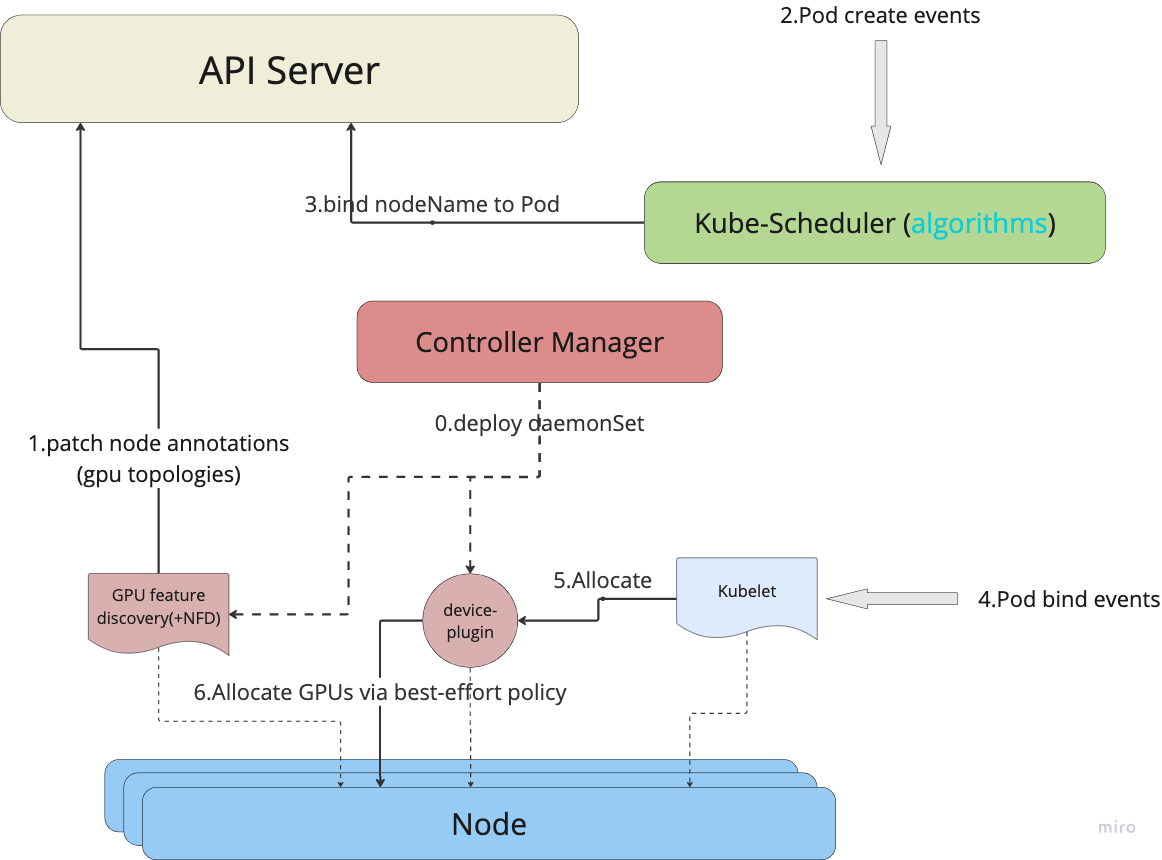 2.Pod create events
API Server
3.bind nodeName to Pod
Kube-Scheduler (algorithms)
Controller Manager
0.deploy daemonSet
1.patch node annotations
(gpu topologies)
GPU feature
discovery(+NFD)
device-
plugin
5.Allocate
Kubelet
4.Pod bind events
6.Allocate GPUs via best-effort policy
Node
miro